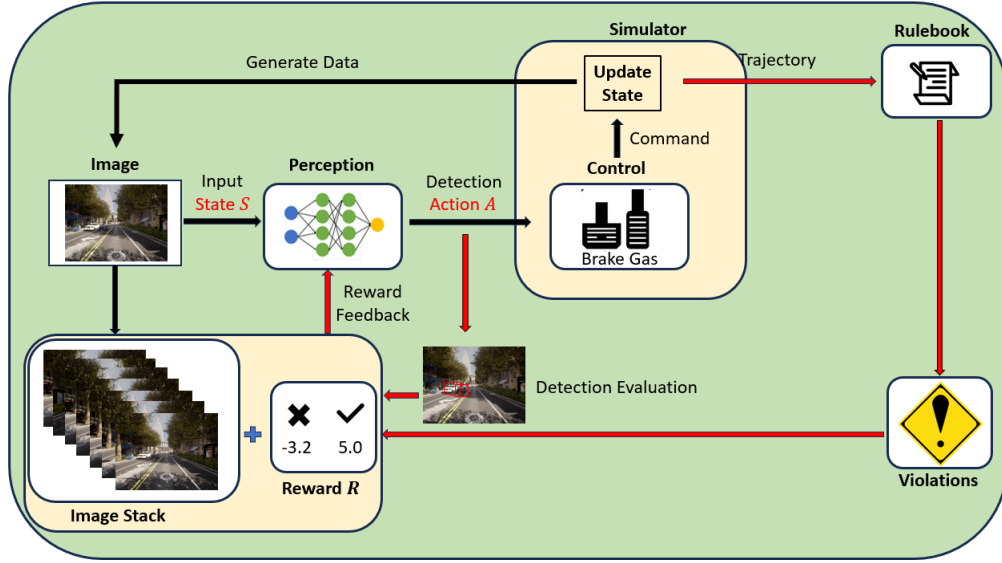 Simulator
Rulebook
Generate Data
Update
State
Trajectory
Command
Image
Perception
Control
Input
State S
Detection
Action A
Brake Gas
Reward
Feedback
Detection Evaluation
-3.2
5.0
Reward R
Image Stack
Violations